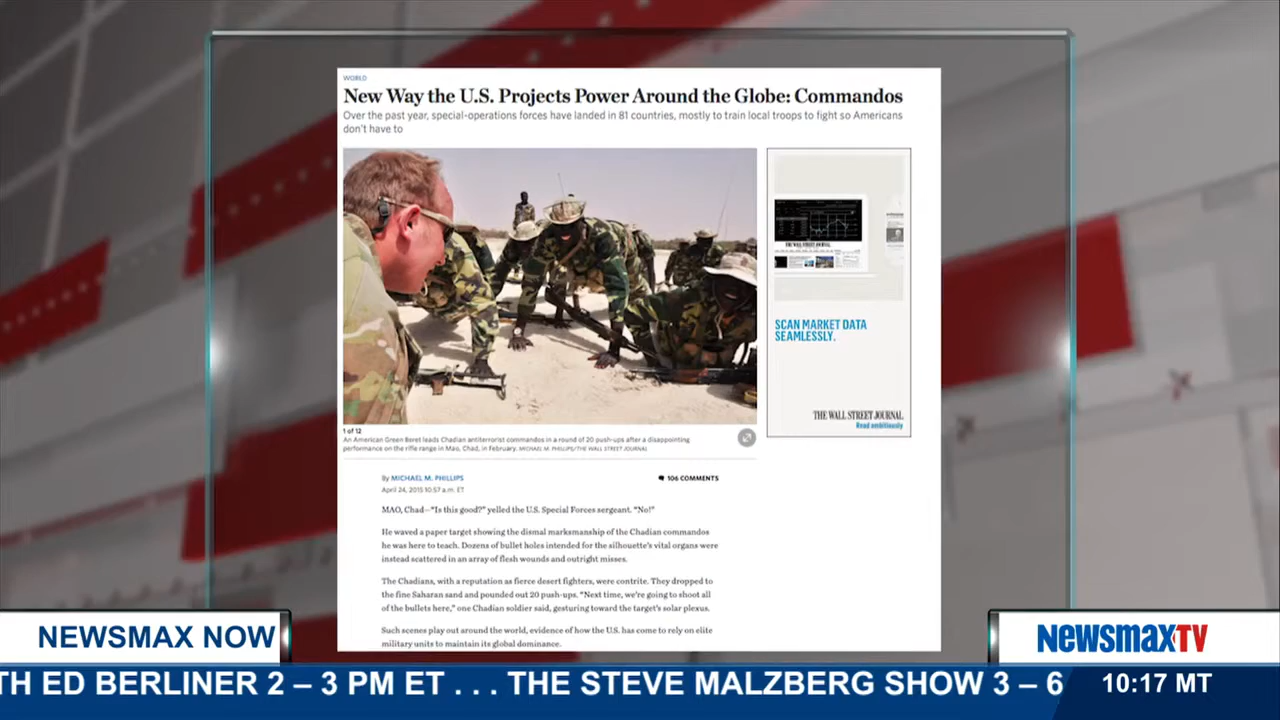 WORLD
New Way the U.S. Projects Power Around the Globe: Commandos
Over the past year, special-operations forces have landed in 81 countries, mostly to train local troops to fight so Americans
don't have to
THE WALL STREET JOURNAL
SCAN MARKET DATA
SEAMLESSLY.
THE WALL STREET JOURNAL.
Read ambitiously
1 of 12
An American Green Beret leads Chadian antiterrorist commandos in a round of 20 push-ups after a disappointing
performance on the rifle range in Mao, Chad, in February. MICHAEL M. PHILLIPS/THE WALL STREET JOURNAL
By MICHAEL M. PHILLIPS
106 COMMENTS
April 24, 2015 10:57 a.m. ET
MAO, Chad—"Is this good?" yelled the U.S. Special Forces sergeant. "No!"
He waved a paper target showing the dismal marksmanship of the Chadian commandos
he was here to teach. Dozens of bullet holes intended for the silhouette's vital organs were
instead scattered in an array of flesh wounds and outright misses.
The Chadians, with a reputation as fierce desert fighters, were contrite. They dropped to
the fine Saharan sand and pounded out 20 push-ups. "Next time, we're going to shoot all
of the bullets here," one Chadian soldier said, gesturing toward the target's solar plexus.
Such scenes play out around the world, evidence of how the U.S. has come to rely on elite
military units to maintain its global dominance.
NEWSMAX NOW
NEWSMAXTV
TH ED BERLINER 2 – 3 PM ET . . . THE STEVE MALZBERG SHOW 3 – 6
10:17 MT